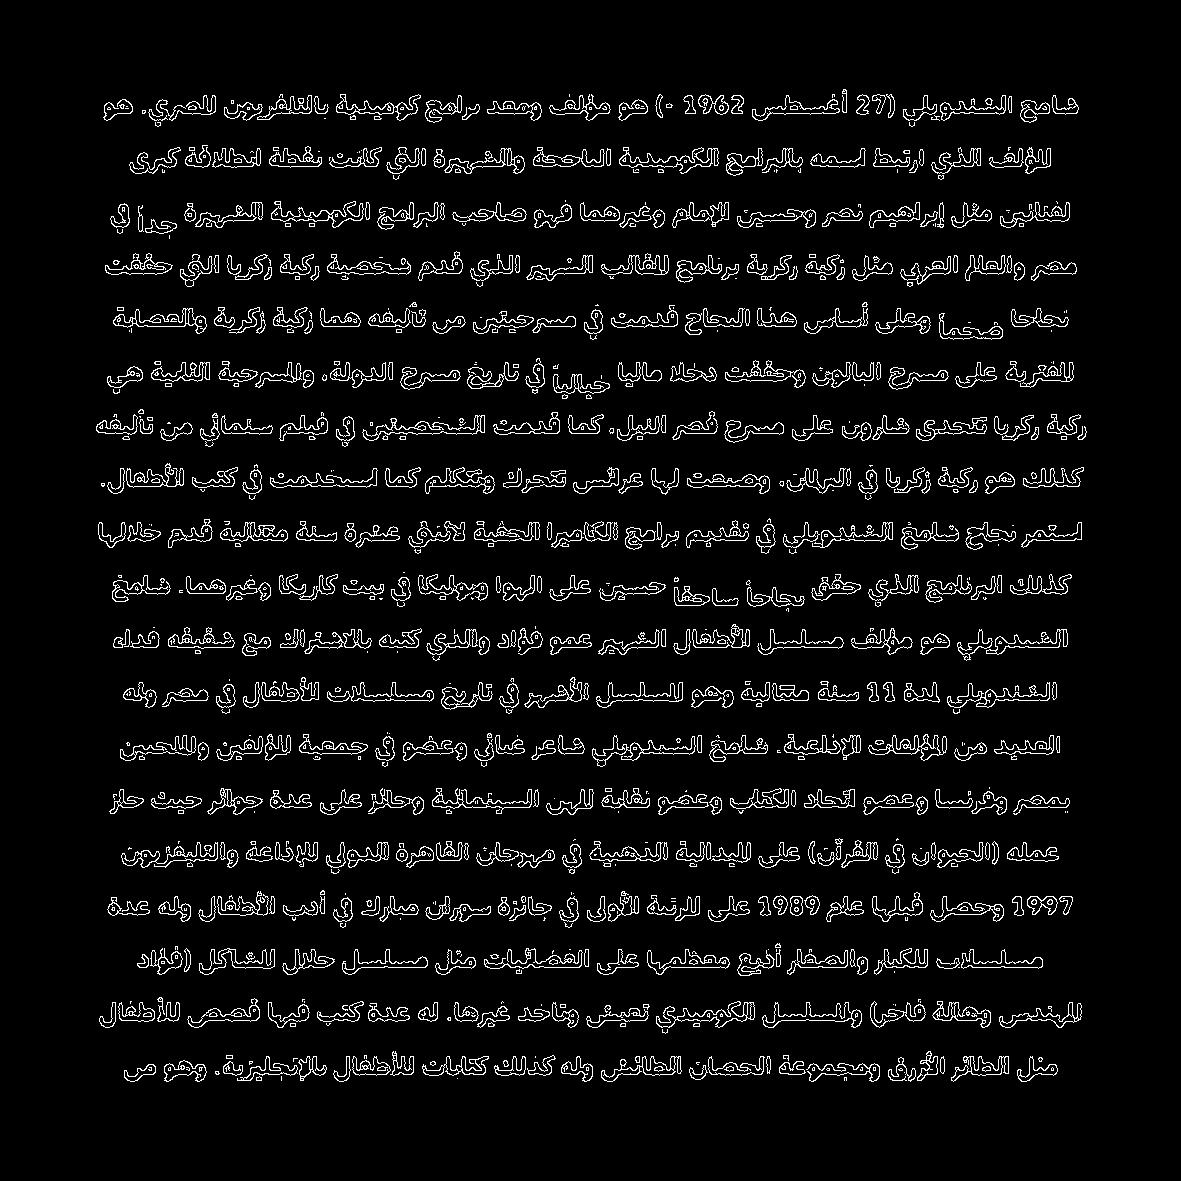 شامخ الشندويلي (27 أغسطس 1962 -) هو مؤلف ومعد برامج كوميدية بالتلفزيون المصري. هو
المؤلف الذي ارتبط اسمه بالبرامج الكوميدية الناجحة والشهيرة التي كانت نقطة انطلاقة كبرى
لفنانين مثل إبراهيم نصر وحسين الإمام وغيرهما فهو صاحب البرامج الكوميدية الشهيرة جداً في
مصر والعالم العربي مثل زكية زكرية برنامج المقالب الشهير الذي قدم شخصية زكية زكريا التي حققت
نجاحا ضخماً وعلى أساس هذا النجاح قدمت في مسرحيتين من تأليفه هما زكية زكرية والعصابة
المفترية على مسرح البالون وحققت دخلا ماليا خيالياً في تاريخ مسرح الدولة، والمسرحية الثانية هي
زكية زكريا تتحدى شارون على مسرح قصر النيل. كما قدمت الشخصيتين في فيلم سنمائي من تأليفه
كذلك هو زكية زكريا في البرلمان. وصنعت لها عرائس تتحرك وتتكلم كما استخدمت في كتب الأطفال.
استمر نجاح شامخ الشندويلي في تقديم برامج الكاميرا الخفية لاثنتي عشرة سنة متتالية قدم خلالها
كذلك البرنامج الذي حقق نجاحاً ساحقاً حسين على الهوا وبوليكا في بيت كاريكا وغيرهما. شامخ
الشندويلي هو مؤلف مسلسل الأطفال الشهير عمو فؤاد والذي كتبه بالاشتراك مع شقيقه فداء
الشندويلي لمدة 11 سنة متتالية وهو المسلسل الأشهر في تاريخ مسلسلات الأطفال في مصر وله
العديد من المؤلفات الإذاعية. شامخ الشندويلي شاعر غنائي وعضو في جمعية المؤلفين والملحنين
بمصر وفرنسا وعضو اتحاد الكتاب وعضو نقابة المهن السينمائية وحائز على عدة جوائز حيث حاز
عمله (الحيوان في القرآن) على الميدالية الذهبية في مهرجان القاهرة الدولي للإذاعة والتليفزيون
1997 وحصل قبلها عام 1989 على المرتبة الأولى في جائزة سوزان مبارك في أدب الأطفال وله عدة
مسلسلات للكبار والصغار أذيع معظمها على الفضائيات مثل مسلسل حلال المشاكل (فؤاد
المهندس وهالة فاخر) والمسلسل الكوميدي تعيش وتاخد غيرها. له عدة كتب فيها قصص للأطفال
مثل الطائر الأزرق ومجموعة الحصان الطائش وله كذلك كتابات للأطفال بالإنجليزية. وهو من